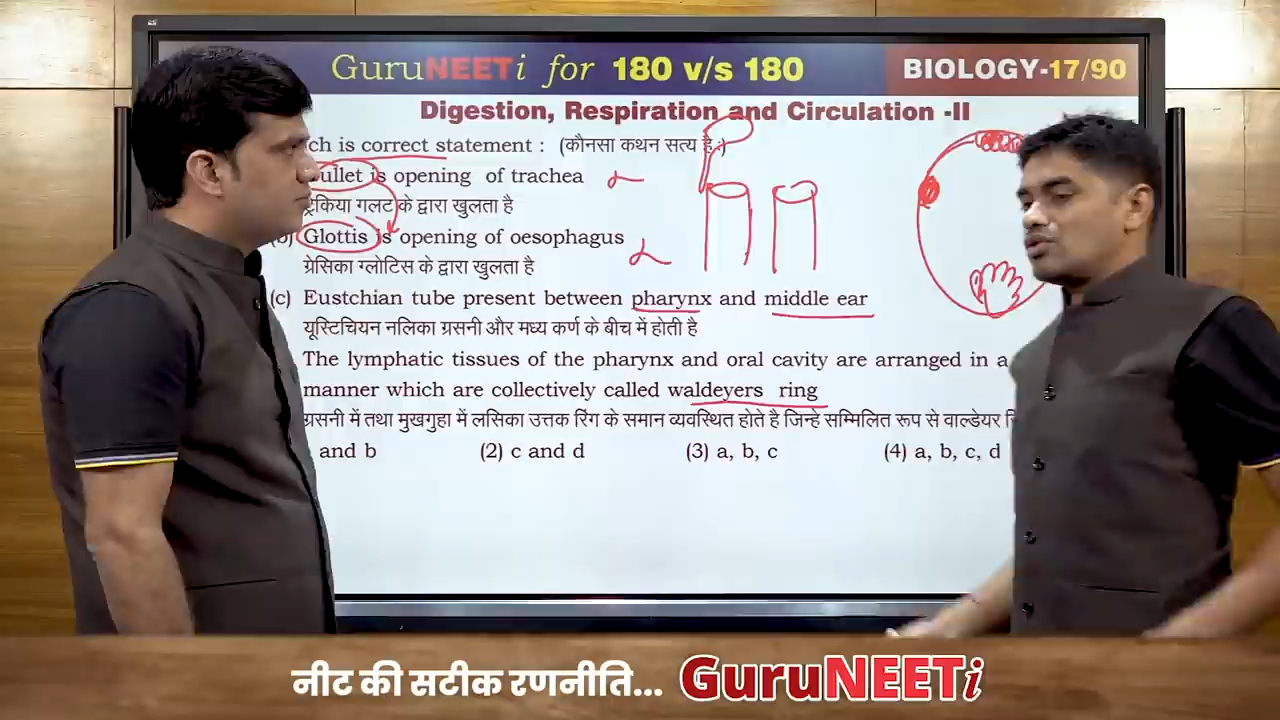 GuruNEETi for 180 v/s 180
BIOLOGY-17/90
Digestion, Respiration and Circulation -II
ch is correct statement : (कौनसा कथन सत्य है:)
ullet is opening of trachea
ट्रेकिया गलट के द्वारा खुलता है
(b) Glottis is opening of oesophagus
ग्रेसिका ग्लोटिस के द्वारा खुलता है
(c) Eustchian tube present between pharynx and middle ear
यूस्टिचियन नलिका ग्रसनी और मध्य कर्ण के बीच में होती है
The lymphatic tissues of the pharynx and oral cavity are arranged in a
manner which are collectively called waldeyers ring
ग्रसनी में तथा मुखगुहा में लसिका उत्तक रिंग के समान व्यवस्थित होते है जिन्हे सम्मिलित रूप से वाल्डेयर
and b (2) c and d (3) a, b, c (4) a, b, c, d
नीट की सटीक रणनीति... GuruNEETi